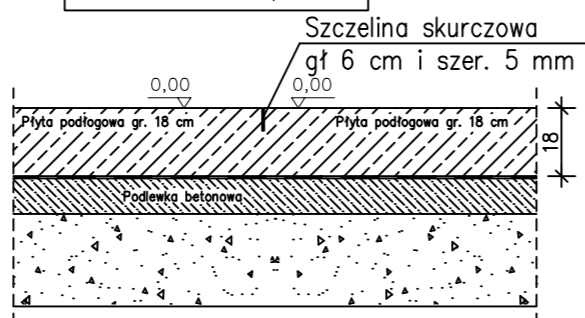 Szczelina skurczowa
gł 6 cm i szer. 5 mm
0,00 0,00
Płyta podłogowa gr. 18 cm Płyta podłogowa gr. 18 cm
18
Podlewka betonowa